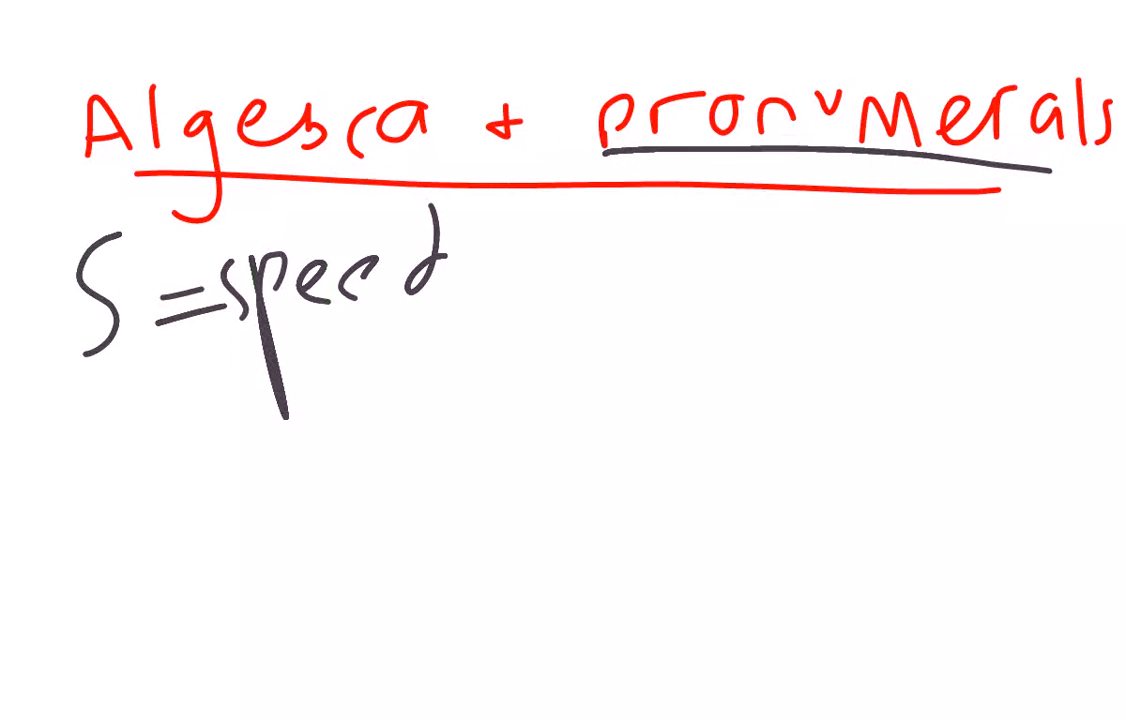 Algebra + pronumerals
S = speed